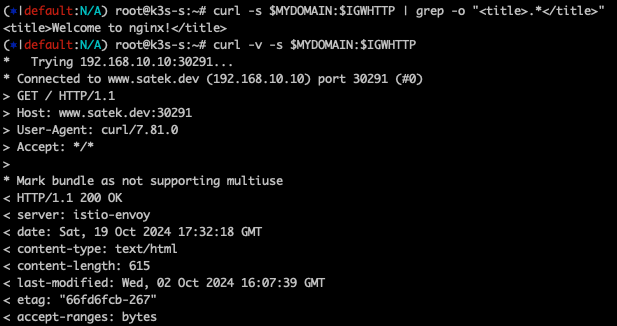 (*|default:N/A) root@k3s-s:~# curl -s $MYDOMAIN:$IGWHTTP | grep -o "<title>.*</title>"
<title>Welcome to nginx!</title>
(*|default:N/A) root@k3s-s:~# curl -v -s $MYDOMAIN:$IGWHTTP
*   Trying 192.168.10.10:30291...
* Connected to www.satek.dev (192.168.10.10) port 30291 (#0)
> GET / HTTP/1.1
> Host: www.satek.dev:30291
> User-Agent: curl/7.81.0
> Accept: */*
>
* Mark bundle as not supporting multiuse
< HTTP/1.1 200 OK
< server: istio-envoy
< date: Sat, 19 Oct 2024 17:32:18 GMT
< content-type: text/html
< content-length: 615
< last-modified: Wed, 02 Oct 2024 16:07:39 GMT
< etag: "66fd6fcb-267"
< accept-ranges: bytes